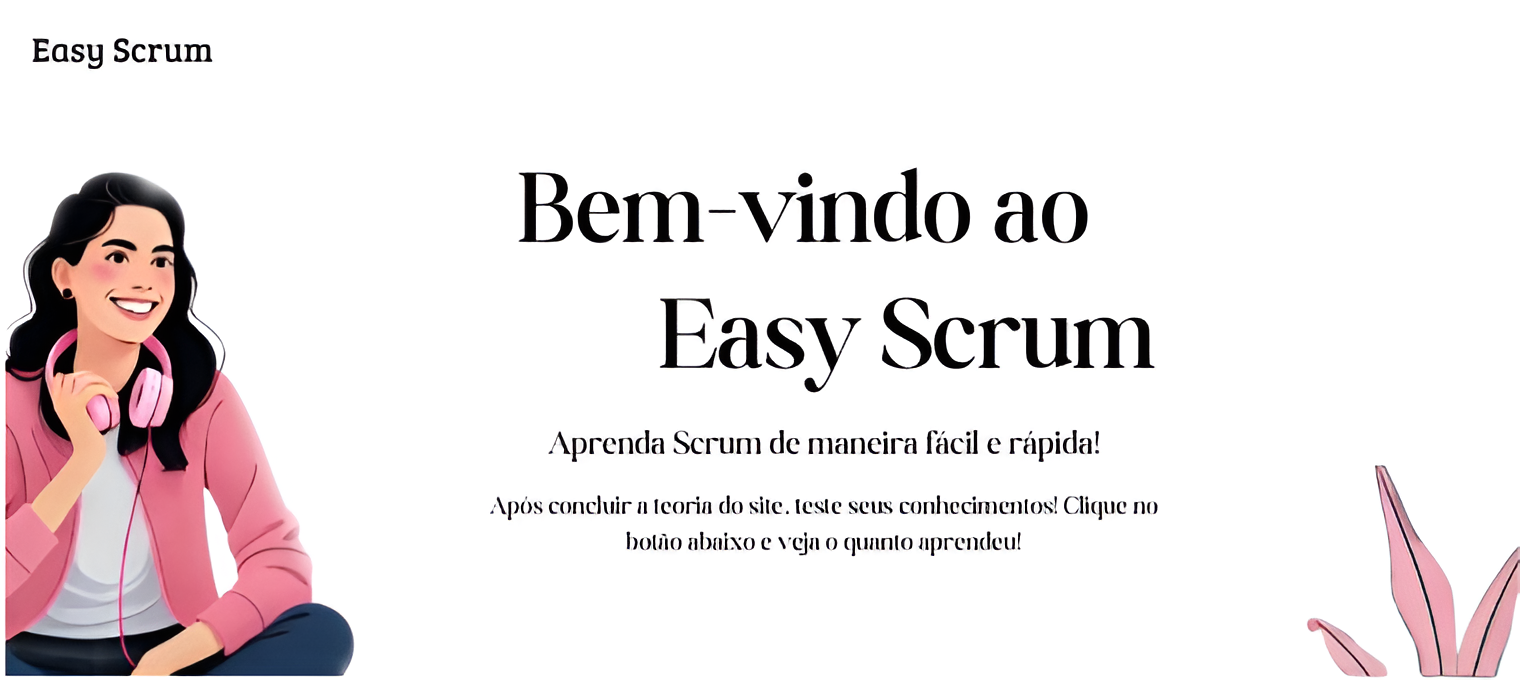 Easy Scrum
Bem-vindo ao
Easy Scrum
Aprenda Scrum de maneira fácil e rápida!
Após concluir a teoria do site, teste seus conhecimentos! Clique no
botão abaixo e veja o quanto aprendeu!